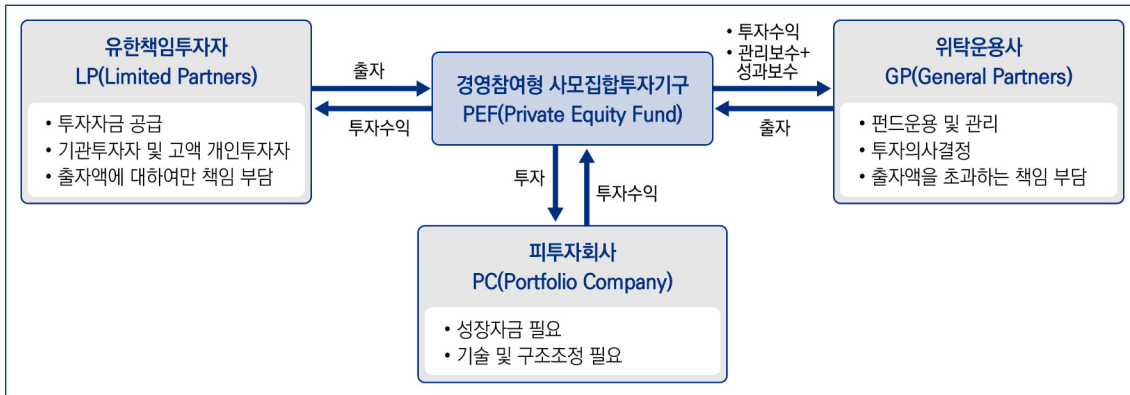 유한책임투자자
LP(Limited Partners)
• 투자자금 공급
• 기관투자자 및 고액 개인투자자
• 출자액에 대하여만 책임 부담
출자
투자수익
경영참여형 사모집합투자기구
PEF(Private Equity Fund)
• 투자수익
• 관리보수+
성과보수
출자
위탁운용사
GP(General Partners)
• 펀드운용 및 관리
• 투자의사결정
• 출자액을 초과하는 책임 부담
투자
투자수익
피투자회사
PC(Portfolio Company)
• 성장자금 필요
• 기술 및 구조조정 필요